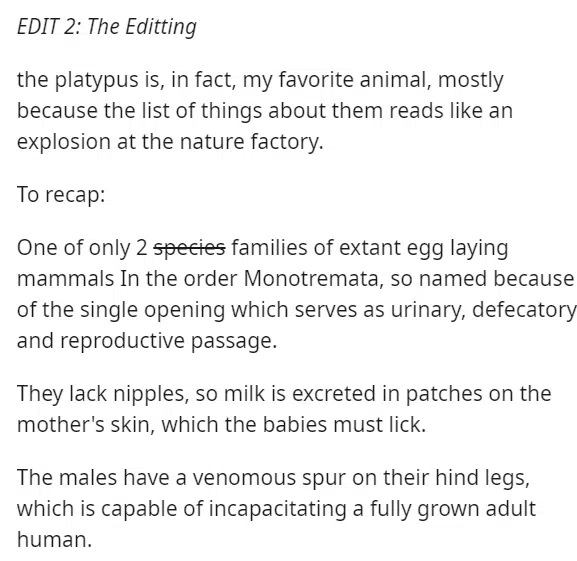 EDIT 2: The Editting
the platypus is, in fact, my favorite animal, mostly
because the list of things about them reads like an
explosion at the nature factory.
To recap:
One of only 2 species families of extant egg laying
mammals In the order Monotremata, so named because
of the single opening which serves as urinary, defecatory
and reproductive passage.
They lack nipples, so milk is excreted in patches on the
mother's skin, which the babies must lick.
The males have a venomous spur on their hind legs,
which is capable of incapacitating a fully grown adult
human.